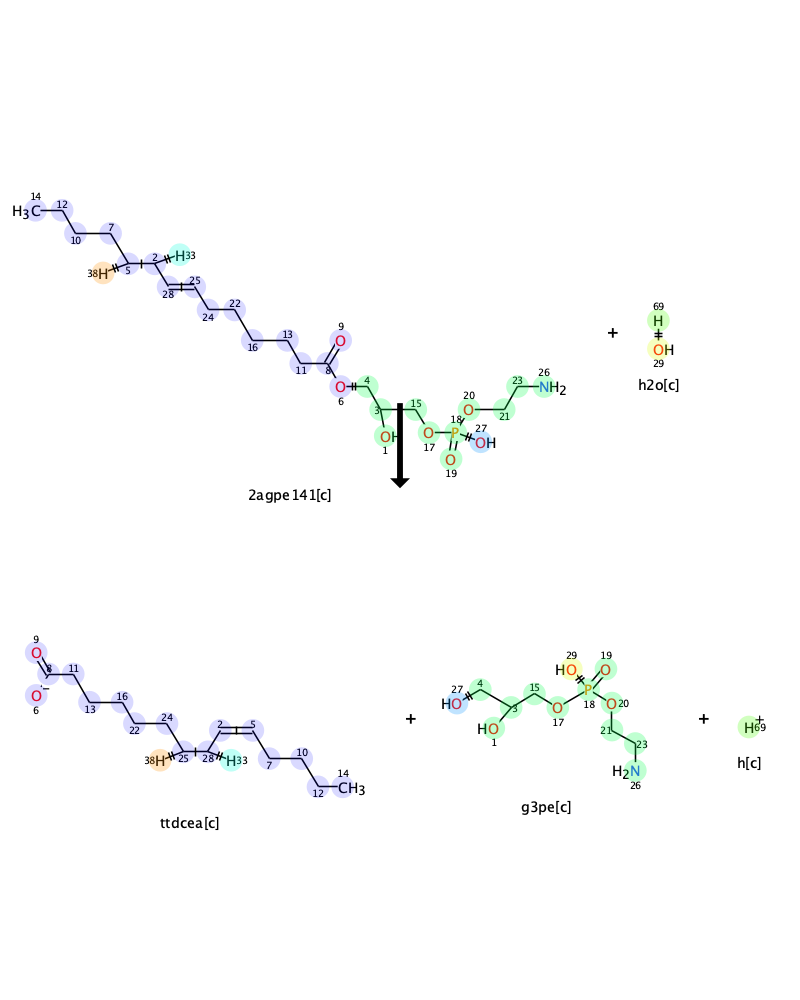 14
12
H3C
10
7
38H
5
2
H33
28
25
24
22
16
13
11
9
O
8
O
6
4
3
OH
1
15
O
17
18
P
O
19
20
O
21
23
26
NH2
27
OH
+
69
H
OH
29
h2o[c]
2agpe141[c]
9
O
8
O−
6
11
13
16
22
24
38H
25
28
H33
2
5
7
10
12
14
CH3
ttdcea[c]
+
27
HO
4
3
HO
1
15
O
17
29
HO
19
O
P
18
O
20
21
23
H2N
26
g3pe[c]
+
H+
69
h[c]